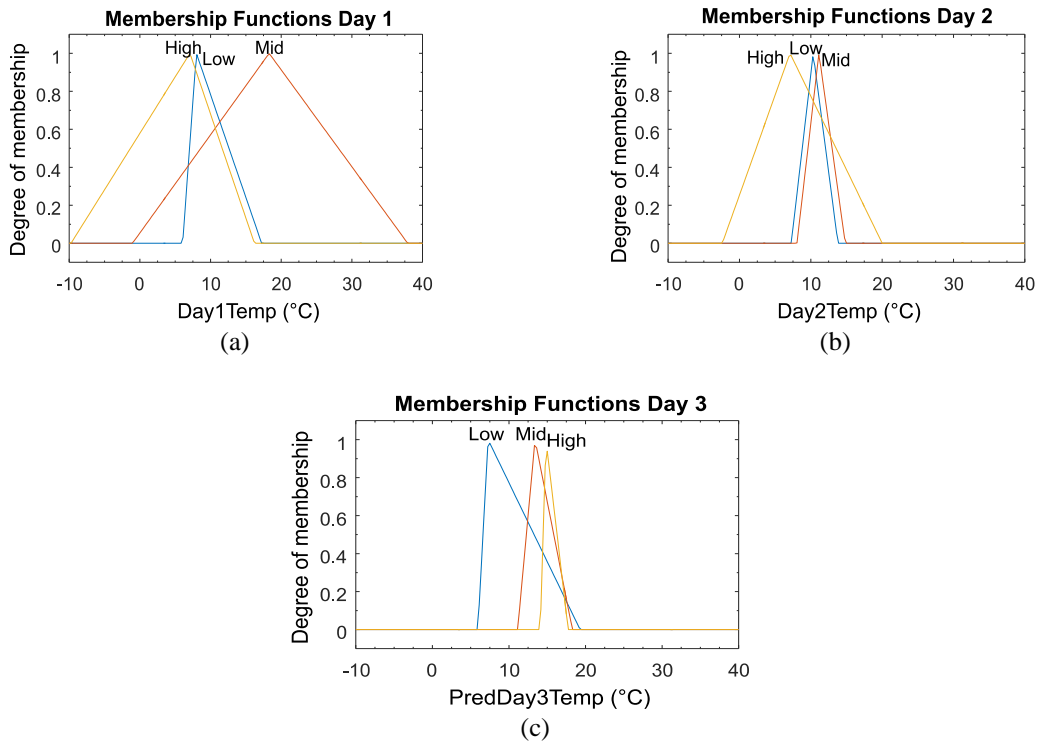 Membership Functions Day 1
High
Low
Mid
1
0.8
0.6
0.4
0.2
0
Degree of membership
-10 0 10 20 30 40
Day1Temp (°C)
(a)
Membership Functions Day 2
High
Low
Mid
1
0.8
0.6
0.4
0.2
0
Degree of membership
-10 0 10 20 30 40
Day2Temp (°C)
(b)
Membership Functions Day 3
Low
Mid
High
1
0.8
0.6
0.4
0.2
0
Degree of membership
-10 0 10 20 30 40
PredDay3Temp (°C)
(c)